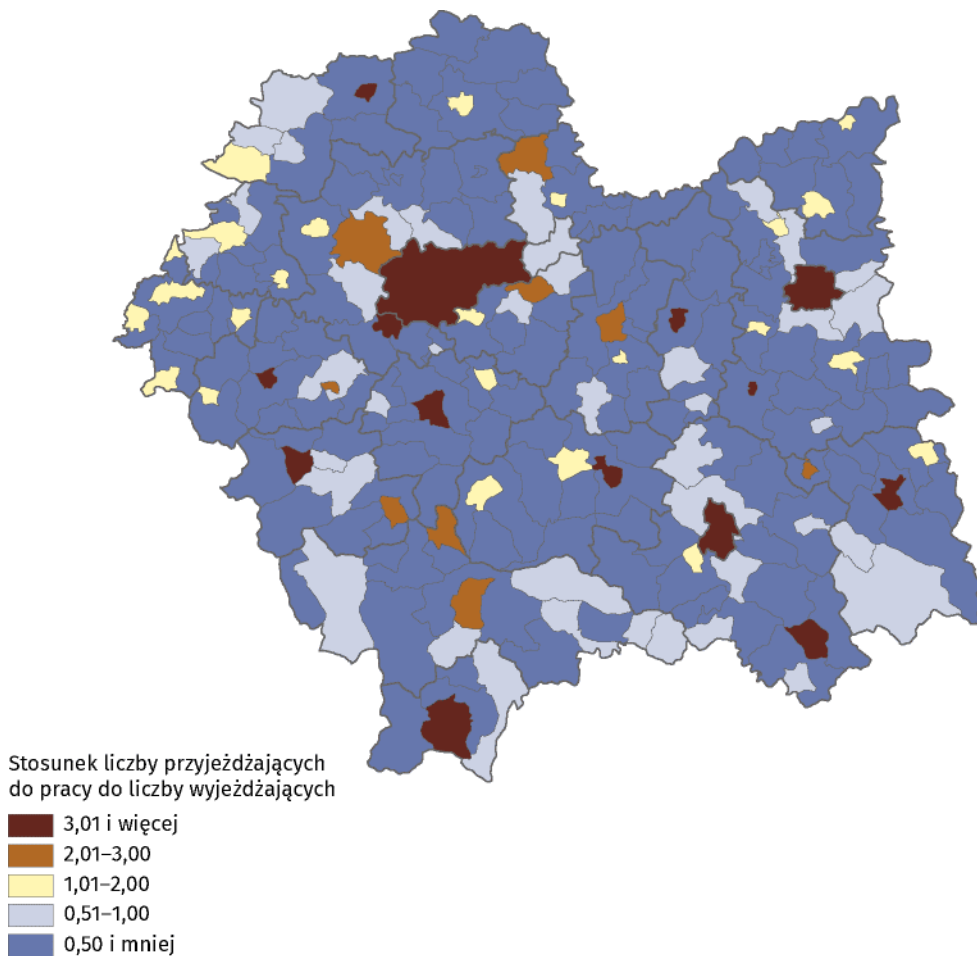 Stosunek liczby przyjeżdżających
do pracy do liczby wyjeżdżających
3,01 i więcej
2,01–3,00
1,01–2,00
0,51–1,00
0,50 i mniej